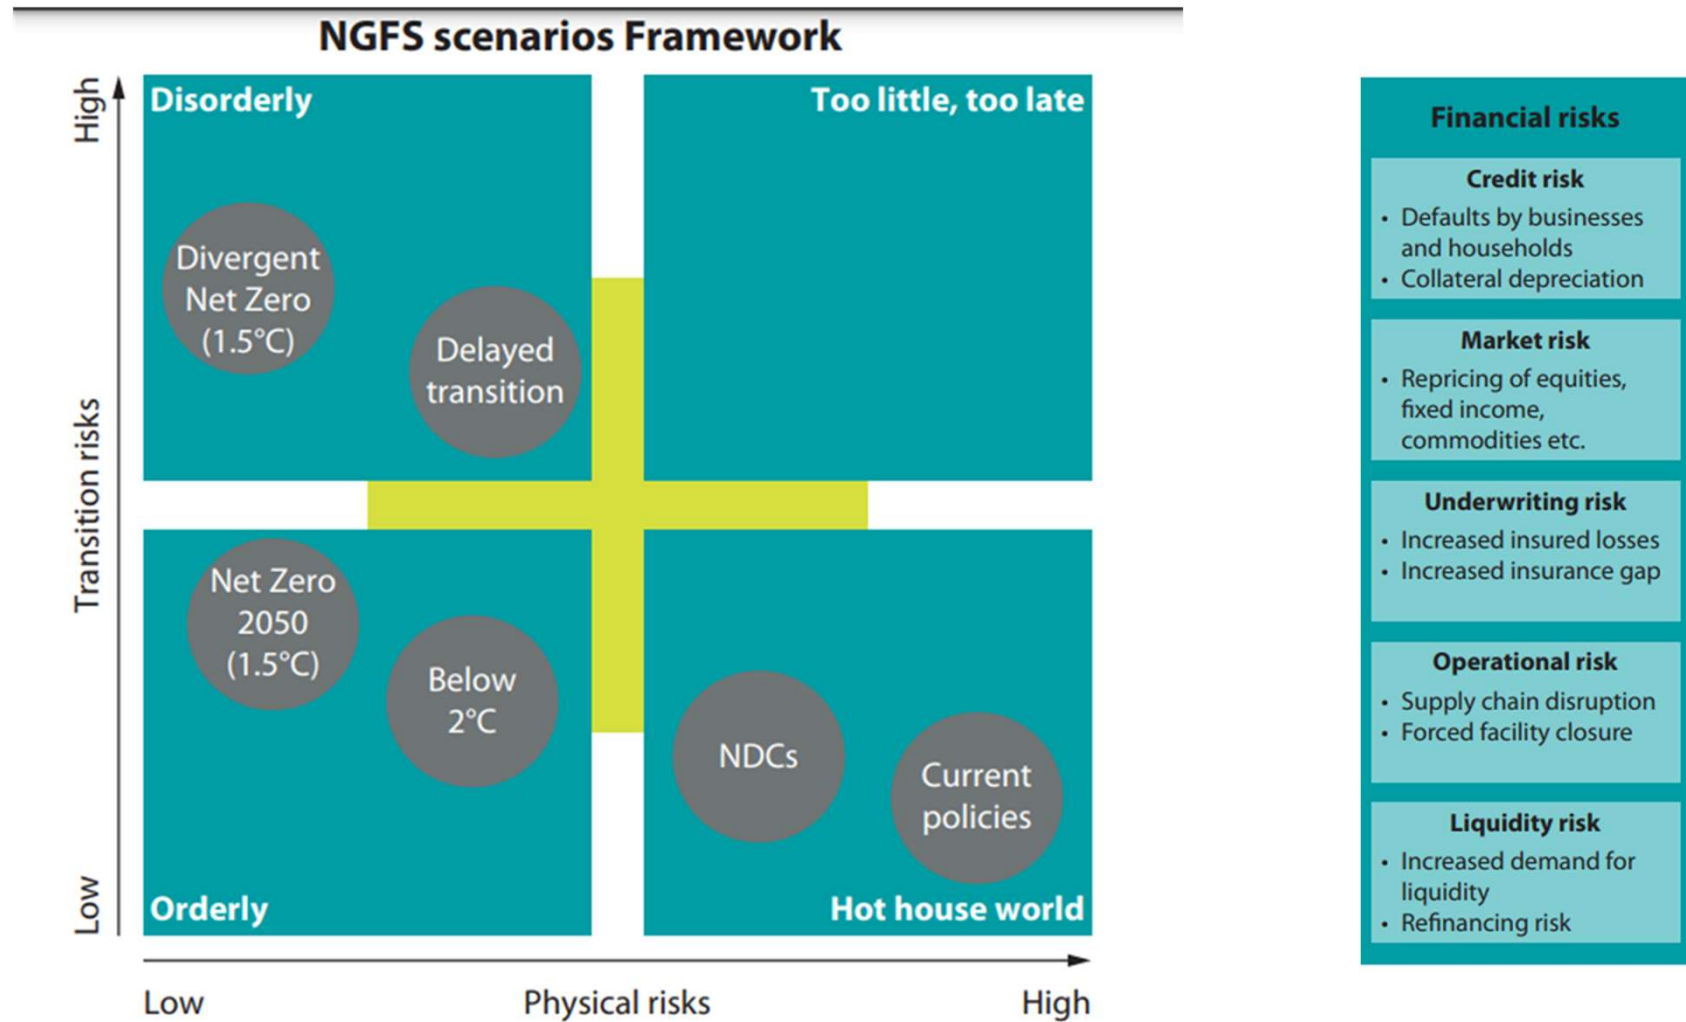 NGFS scenarios Framework
High
Transition risks
Low
Disorderly
Divergent
Net Zero
(1.5°C)
Delayed
transition
Too little, too late
Net Zero
2050
(1.5°C)
Below
2°C
Orderly
NDCs
Current
policies
Hot house world
Low
Physical risks
High
Financial risks
Credit risk
• Defaults by businesses
and households
• Collateral depreciation
Market risk
• Repricing of equities,
fixed income,
commodities etc.
Underwriting risk
• Increased insured losses
• Increased insurance gap
Operational risk
• Supply chain disruption
• Forced facility closure
Liquidity risk
• Increased demand for
liquidity
• Refinancing risk